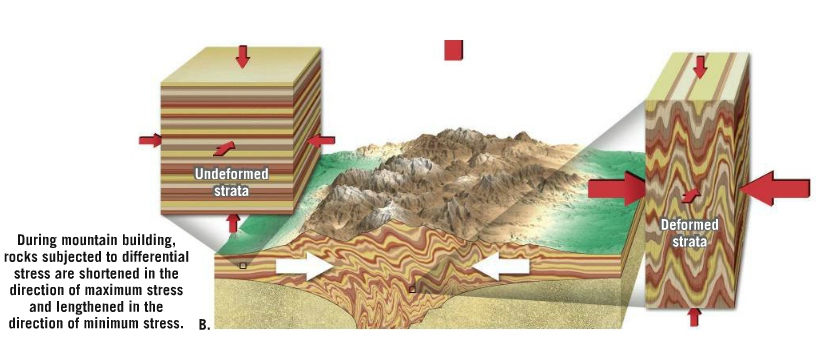 Undeformed
strata
Deformed
strata
During mountain building,
rocks subjected to differential
stress are shortened in the
direction of maximum stress
and lengthened in the
direction of minimum stress.
B.